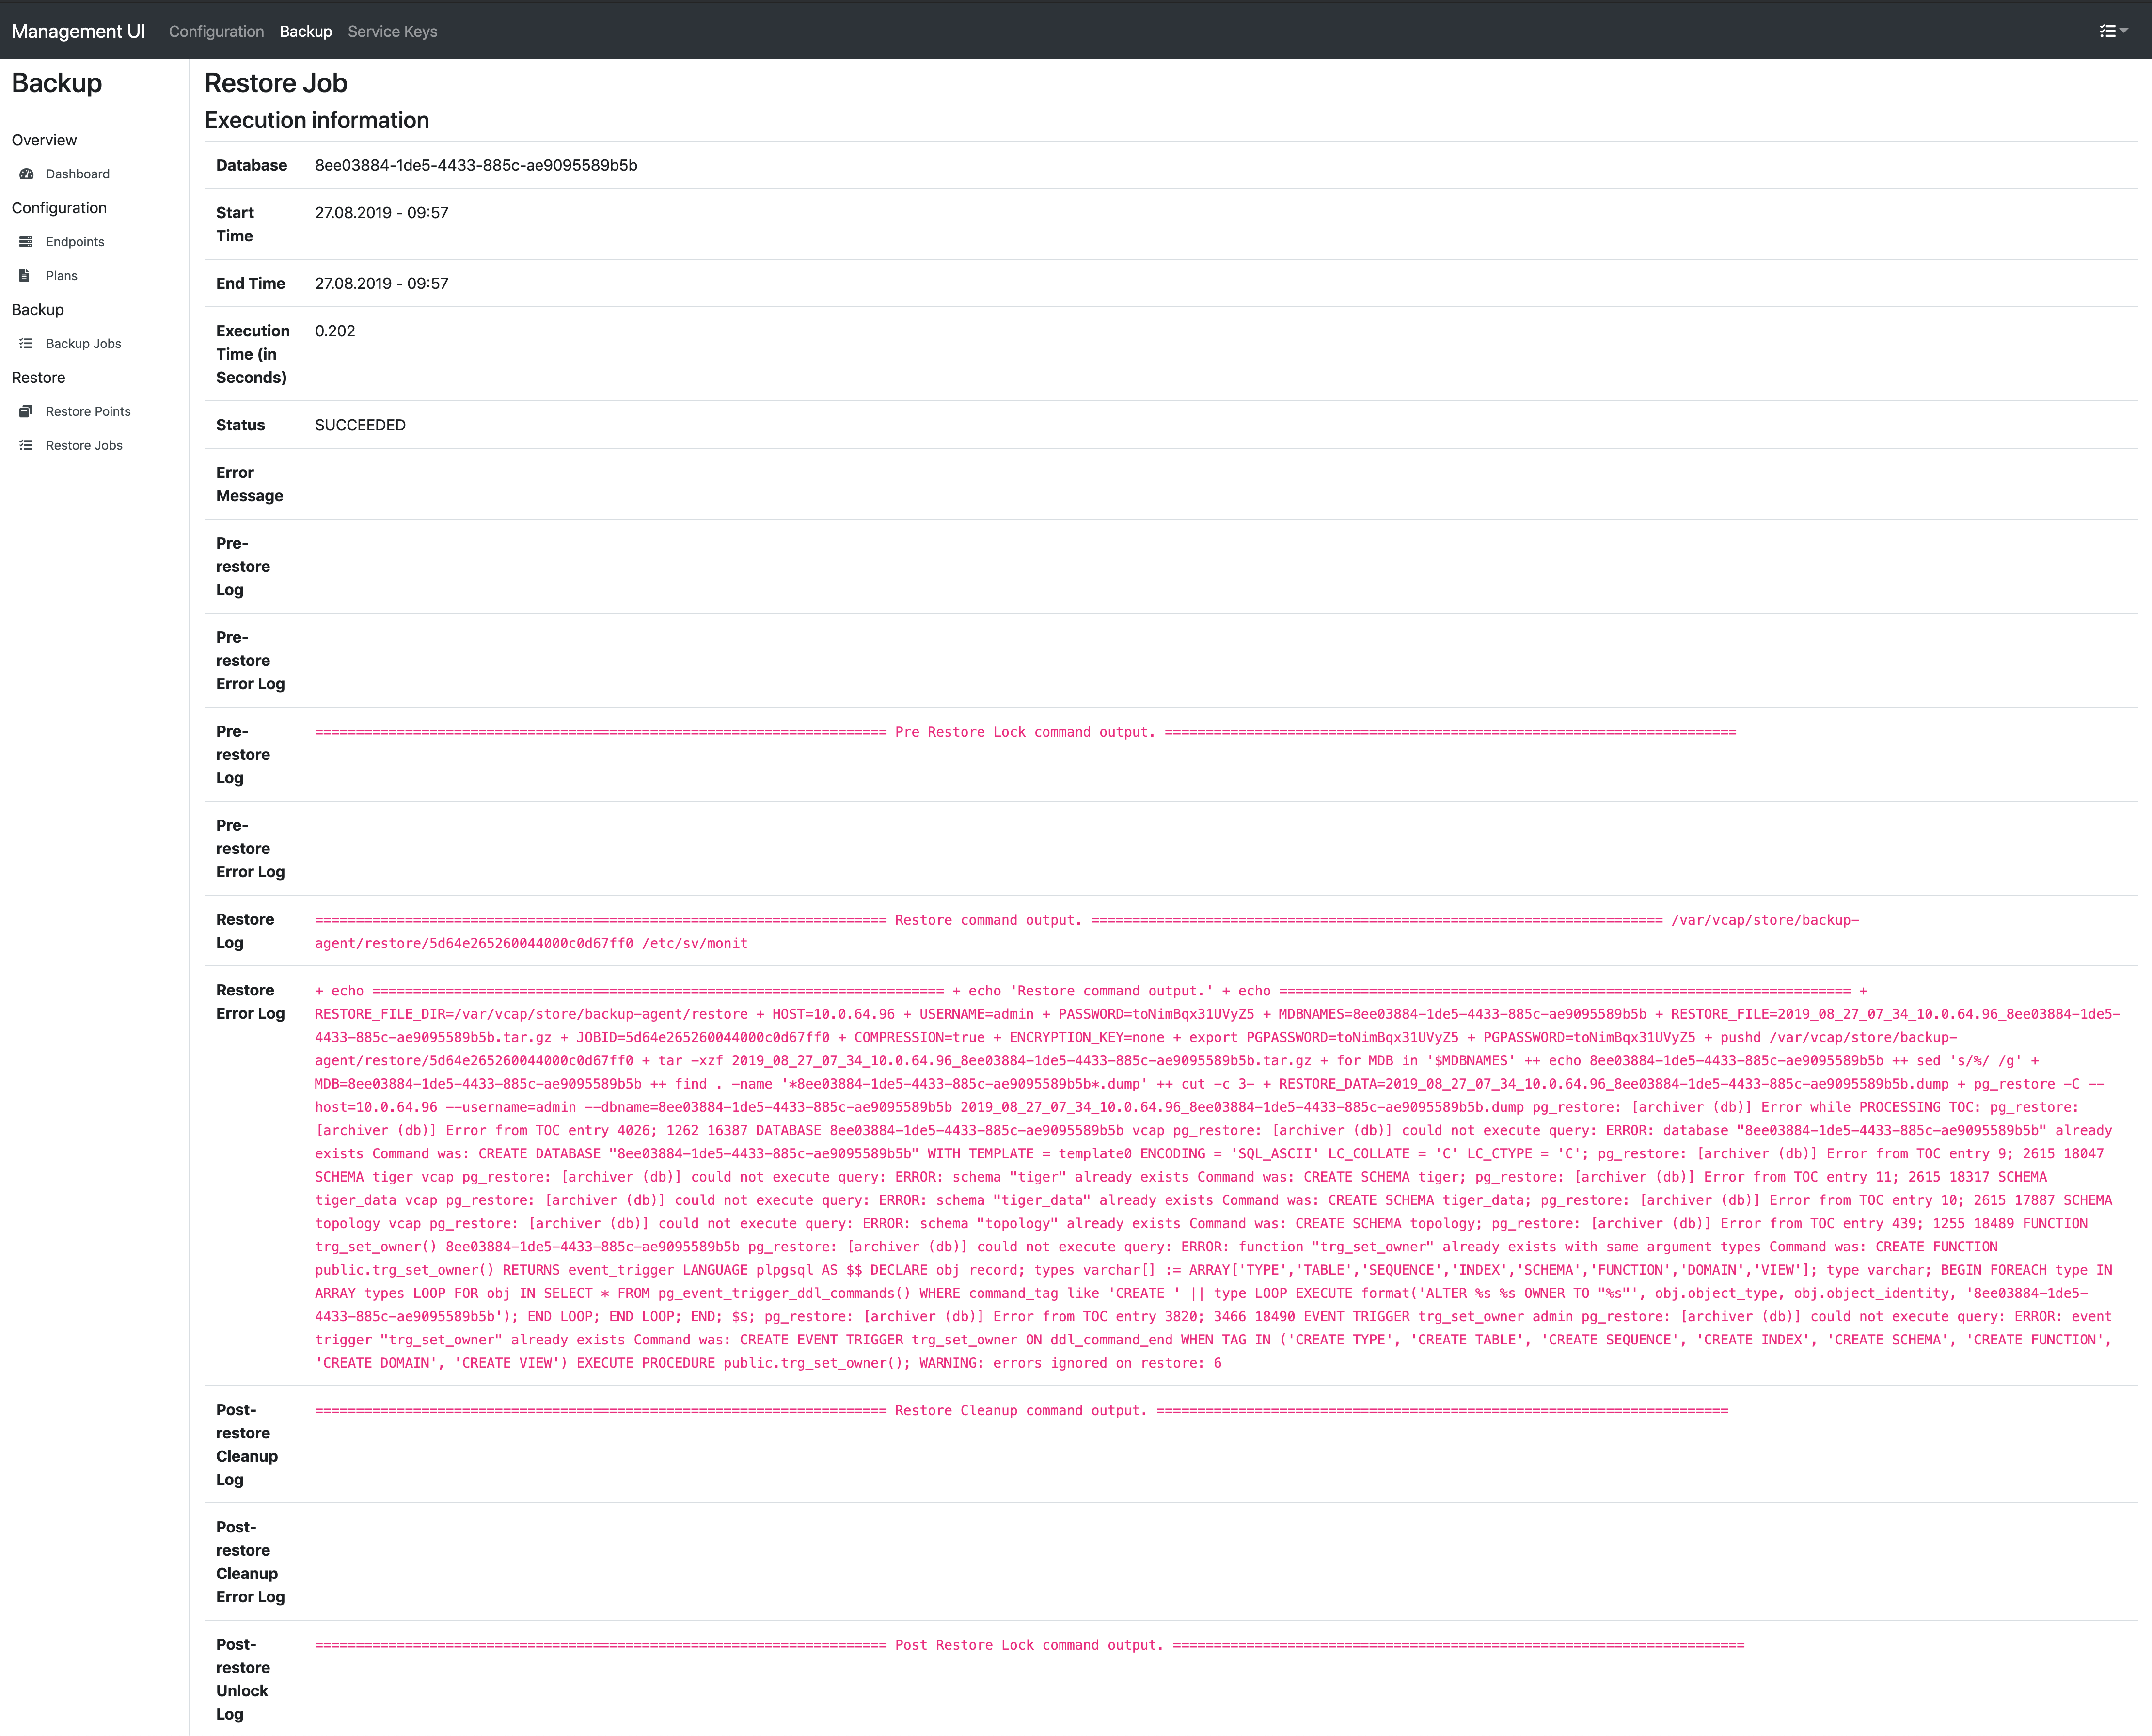 Management UI Configuration Backup Service Keys
Backup
Overview
Dashboard
Configuration
Endpoints
Plans
Backup
Backup Jobs
Restore
Restore Points
Restore Jobs
Restore Job
Execution information
Database 8ee03884-1de5-4433-885c-ae9095589b5b
Start
Time
27.08.2019 - 09:57
End Time 27.08.2019 - 09:57
Execution
Time (in
Seconds)
0.202
Status SUCCEEDED
Error
Message
Pre-
restore
Log
Pre-
restore
Error Log
Pre-
restore
Log
====================================================================== Pre Restore Lock command output. ======================================================================
Pre-
restore
Error Log
Restore
Log
====================================================================== Restore command output. ====================================================================== /var/vcap/store/backup-
agent/restore/5d64e265260044000c0d67ff0 /etc/sv/monit
Restore
Error Log
+ echo ====================================================================== + echo 'Restore command output.' + echo ====================================================================== +
RESTORE_FILE_DIR=/var/vcap/store/backup-agent/restore + HOST=10.0.64.96 + USERNAME=admin + PASSWORD=toNimBqx31UVyZ5 + MDBNAMES=8ee03884-1de5-4433-885c-ae9095589b5b + RESTORE_FILE=2019_08_27_07_34_10.0.64.96_8ee03884-1de5-
4433-885c-ae9095589b5b.tar.gz + JOBID=5d64e265260044000c0d67ff0 + COMPRESSION=true + ENCRYPTION_KEY=none + export PGPASSWORD=toNimBqx31UVyZ5 + PGPASSWORD=toNimBqx31UVyZ5 + pushd /var/vcap/store/backup-
agent/restore/5d64e265260044000c0d67ff0 + tar -xzf 2019_08_27_07_34_10.0.64.96_8ee03884-1de5-4433-885c-ae9095589b5b.tar.gz + for MDB in '$MDBNAMES' ++ echo 8ee03884-1de5-4433-885c-ae9095589b5b ++ sed 's/%/ /g' +
MDB=8ee03884-1de5-4433-885c-ae9095589b5b ++ find . -name '*8ee03884-1de5-4433-885c-ae9095589b5b*.dump' ++ cut -c 3- + RESTORE_DATA=2019_08_27_07_34_10.0.64.96_8ee03884-1de5-4433-885c-ae9095589b5b.dump + pg_restore -C --
host=10.0.64.96 --username=admin --dbname=8ee03884-1de5-4433-885c-ae9095589b5b 2019_08_27_07_34_10.0.64.96_8ee03884-1de5-4433-885c-ae9095589b5b.dump pg_restore: [archiver (db)] Error while PROCESSING TOC: pg_restore:
[archiver (db)] Error from TOC entry 4026; 1262 16387 DATABASE 8ee03884-1de5-4433-885c-ae9095589b5b vcap pg_restore: [archiver (db)] could not execute query: ERROR: database "8ee03884-1de5-4433-885c-ae9095589b5b" already
exists Command was: CREATE DATABASE "8ee03884-1de5-4433-885c-ae9095589b5b" WITH TEMPLATE = template0 ENCODING = 'SQL_ASCII' LC_COLLATE = 'C' LC_CTYPE = 'C'; pg_restore: [archiver (db)] Error from TOC entry 9; 2615 18047
SCHEMA tiger vcap pg_restore: [archiver (db)] could not execute query: ERROR: schema "tiger" already exists Command was: CREATE SCHEMA tiger; pg_restore: [archiver (db)] Error from TOC entry 11; 2615 18317 SCHEMA
tiger_data vcap pg_restore: [archiver (db)] could not execute query: ERROR: schema "tiger_data" already exists Command was: CREATE SCHEMA tiger_data; pg_restore: [archiver (db)] Error from TOC entry 10; 2615 17887 SCHEMA
topology vcap pg_restore: [archiver (db)] could not execute query: ERROR: schema "topology" already exists Command was: CREATE SCHEMA topology; pg_restore: [archiver (db)] Error from TOC entry 439; 1255 18489 FUNCTION
trg_set_owner() 8ee03884-1de5-4433-885c-ae9095589b5b pg_restore: [archiver (db)] could not execute query: ERROR: function "trg_set_owner" already exists with same argument types Command was: CREATE FUNCTION
public.trg_set_owner() RETURNS event_trigger LANGUAGE plpgsql AS $$ DECLARE obj record; types varchar[] := ARRAY['TYPE','TABLE','SEQUENCE','INDEX','SCHEMA','FUNCTION','DOMAIN','VIEW']; type varchar; BEGIN FOREACH type IN
ARRAY types LOOP FOR obj IN SELECT * FROM pg_event_trigger_ddl_commands() WHERE command_tag like 'CREATE ' || type LOOP EXECUTE format('ALTER %s %s OWNER TO "%s"', obj.object_type, obj.object_identity, '8ee03884-1de5-
4433-885c-ae9095589b5b'); END LOOP; END LOOP; END; $$; pg_restore: [archiver (db)] Error from TOC entry 3820; 3466 18490 EVENT TRIGGER trg_set_owner admin pg_restore: [archiver (db)] could not execute query: ERROR: event
trigger "trg_set_owner" already exists Command was: CREATE EVENT TRIGGER trg_set_owner ON ddl_command_end WHEN TAG IN ('CREATE TYPE', 'CREATE TABLE', 'CREATE SEQUENCE', 'CREATE INDEX', 'CREATE SCHEMA', 'CREATE FUNCTION',
'CREATE DOMAIN', 'CREATE VIEW') EXECUTE PROCEDURE public.trg_set_owner(); WARNING: errors ignored on restore: 6
Post-
restore
Cleanup
Log
====================================================================== Restore Cleanup command output. ======================================================================
Post-
restore
Cleanup
Error Log
Post-
restore
Unlock
Log
====================================================================== Post Restore Lock command output. ======================================================================